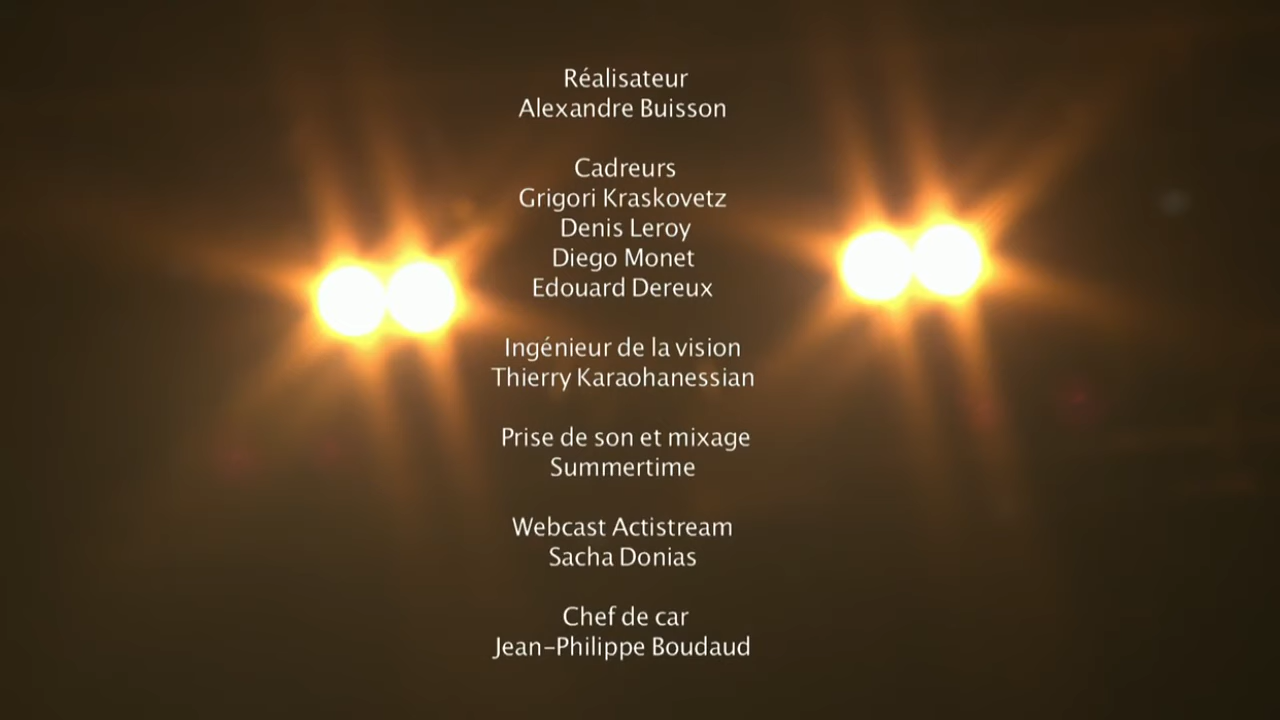 Réalisateur
Alexandre Buisson
Cadreurs
Grigori Kraskovetz
Denis Leroy
Diego Monet
Edouard Dereux
Ingénieur de la vision
Thierry Karaohanessian
Prise de son et mixage
Summertime
Webcast Actistream
Sacha Donias
Chef de car
Jean-Philippe Boudaud